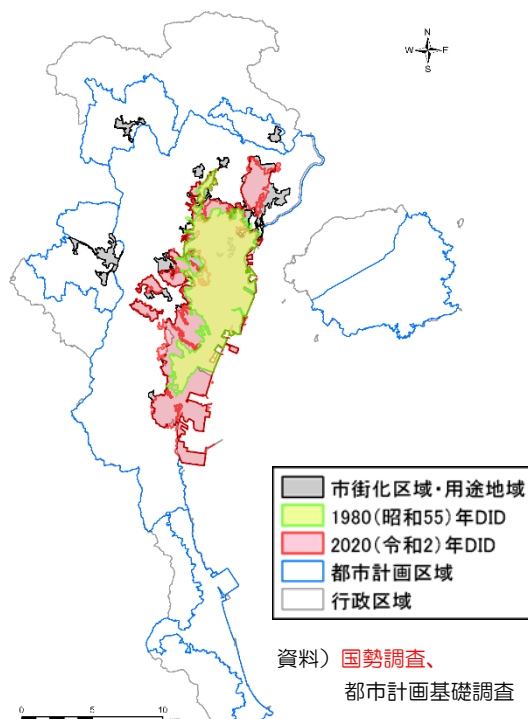 N
W E
S
市街化区域・用途地域
1980(昭和55)年DID
2020(令和2)年DID
都市計画区域
行政区域
資料）国勢調査、
都市計画基礎調査
0 5 10